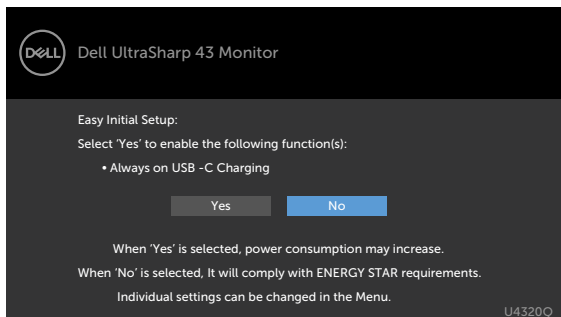 DELL
Dell UltraSharp 43 Monitor
Easy Initial Setup:
Select 'Yes' to enable the following function(s):
• Always on USB -C Charging
Yes
No
When 'Yes' is selected, power consumption may increase.
When 'No' is selected, It will comply with ENERGY STAR requirements.
Individual settings can be changed in the Menu.
U4320Q